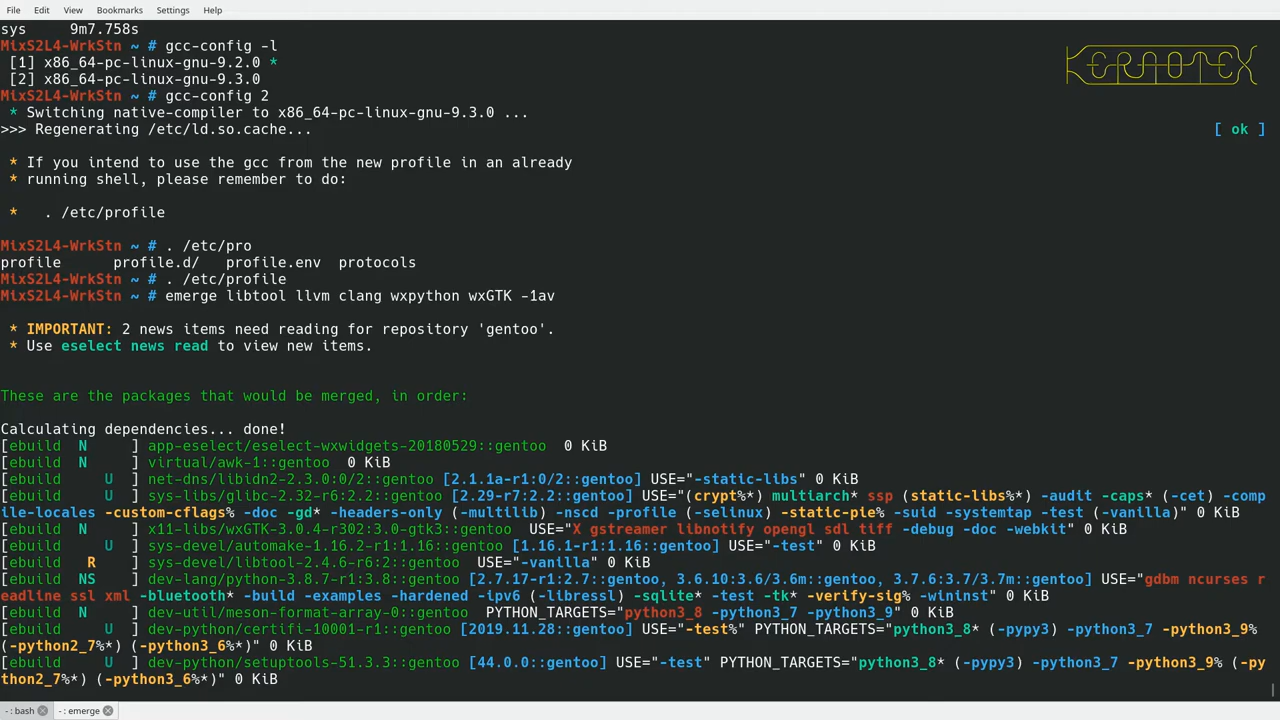 File Edit View Bookmarks Settings Help
sys     9m7.758s
MixS2L4-WrkStn ~ # gcc-config -l
 [1] x86_64-pc-linux-gnu-9.2.0 *
 [2] x86_64-pc-linux-gnu-9.3.0
MixS2L4-WrkStn ~ # gcc-config 2
 * Switching native-compiler to x86_64-pc-linux-gnu-9.3.0 ...
>>> Regenerating /etc/ld.so.cache... [ ok ]
 * If you intend to use the gcc from the new profile in an already
 * running shell, please remember to do:
 *   . /etc/profile
MixS2L4-WrkStn ~ # . /etc/pro
profile      profile.d/   profile.env  protocols
MixS2L4-WrkStn ~ # . /etc/profile
MixS2L4-WrkStn ~ # emerge libtool llvm clang wxpython wxGTK -1av
 * IMPORTANT: 2 news items need reading for repository 'gentoo'.
 * Use eselect news read to view new items.
These are the packages that would be merged, in order:
Calculating dependencies... done!
[ebuild  N     ] app-eselect/eselect-wxwidgets-20180529::gentoo  0 KiB
[ebuild  N     ] virtual/awk-1::gentoo  0 KiB
[ebuild     U  ] net-dns/libidn2-2.3.0:0/2::gentoo [2.1.1a-r1:0/2::gentoo] USE="-static-libs" 0 KiB
[ebuild     U  ] sys-libs/glibc-2.32-r6:2.2::gentoo [2.29-r7:2.2::gentoo] USE="(crypt%*) multiarch* ssp (static-libs%*) -audit -caps* (-cet) -comp
ile-locales -custom-cflags% -doc -gd* -headers-only (-multilib) -nscd -profile (-selinux) -static-pie% -suid -systemtap -test (-vanilla)" 0 KiB
[ebuild  N     ] x11-libs/wxGTK-3.0.4-r302:3.0-gtk3::gentoo  USE="X gstreamer libnotify opengl sdl tiff -debug -doc -webkit" 0 KiB
[ebuild     U  ] sys-devel/automake-1.16.2-r1:1.16::gentoo [1.16.1-r1:1.16::gentoo] USE="-test" 0 KiB
[ebuild   R    ] sys-devel/libtool-2.4.6-r6:2::gentoo  USE="-vanilla" 0 KiB
[ebuild  NS    ] dev-lang/python-3.8.7-r1:3.8::gentoo [2.7.17-r1:2.7::gentoo, 3.6.10:3.6/3.6m::gentoo, 3.7.6:3.7/3.7m::gentoo] USE="gdbm ncurses r
eadline ssl xml -bluetooth* -build -examples -hardened -ipv6 (-libressl) -sqlite* -test -tk* -verify-sig% -wininst" 0 KiB
[ebuild  N     ] dev-util/meson-format-array-0::gentoo  PYTHON_TARGETS="python3_8 -python3_7 -python3_9" 0 KiB
[ebuild     U  ] dev-python/certifi-10001-r1::gentoo [2019.11.28::gentoo] USE="-test%" PYTHON_TARGETS="python3_8* (-pypy3) -python3_7 -python3_9%
(-python2_7%*) (-python3_6%*)" 0 KiB
[ebuild     U  ] dev-python/setuptools-51.3.3::gentoo [44.0.0::gentoo] USE="-test" PYTHON_TARGETS="python3_8* (-pypy3) -python3_7 -python3_9% (-py
thon2_7%*) (-python3_6%*)" 0 KiB
- : bash - : emerge